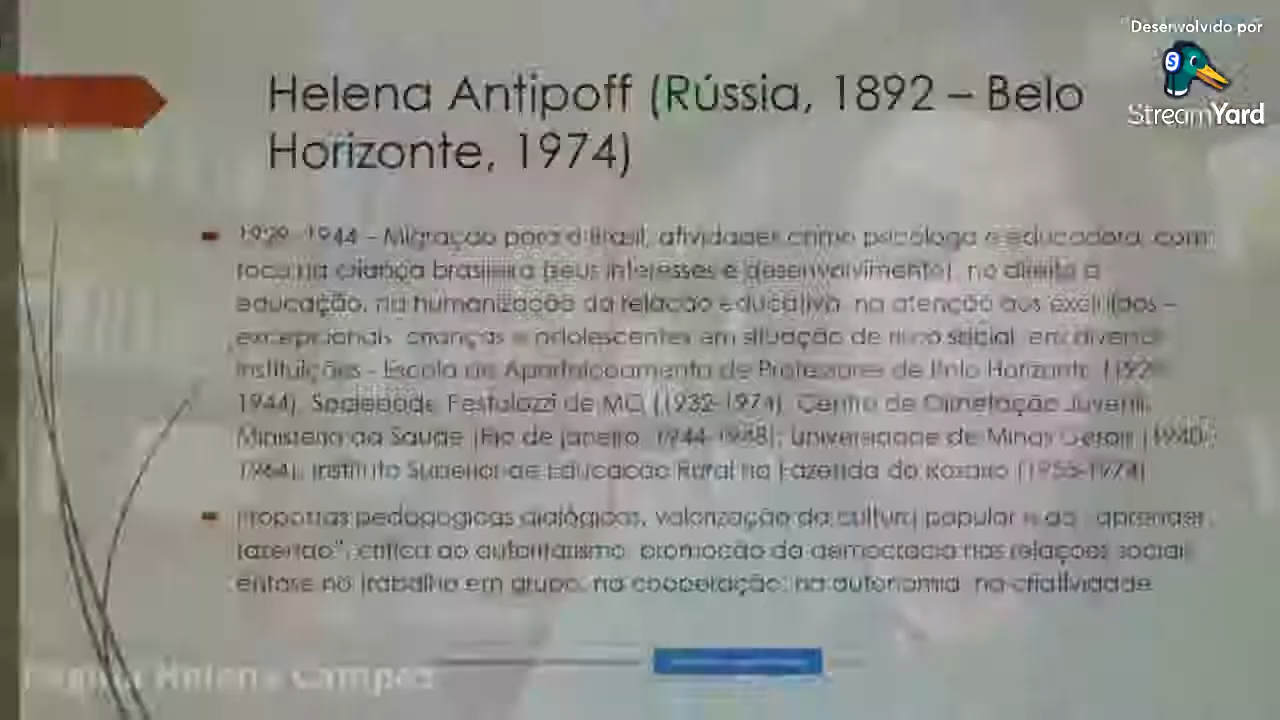 Desenvolvido por
StreamYard
Helena Antipoff (Rússia, 1892 – Belo
Horizonte, 1974)
1929-1944 – Migração para o Brasil, atividades como psicóloga e educadora, com
foco na criança brasileira (seus interesses e desenvolvimento), no direito à
educação, na humanização da relação educativa, na atenção aos excluídos –
excepcionais, crianças e adolescentes em situação de risco social, em diversas
instituições - Escola de Aperfeiçoamento de Professores de Belo Horizonte (1929-
1944), Sociedade Pestalozzi de MG (1932-1974), Centro de Orientação Juvenil,
Ministério da Saúde (Rio de Janeiro, 1944-1948); Universidade de Minas Gerais (1940-
1964), Instituto Superior de Educação Rural na Fazenda do Rosário (1955-1974)
Propostas pedagógicas dialógicas, valorização da cultura popular e do "aprender
fazendo", crítica ao autoritarismo, promoção da democracia nas relações sociais
ênfase no trabalho em grupo, na cooperação, na autonomia, na criatividade
Regina Helena Campos